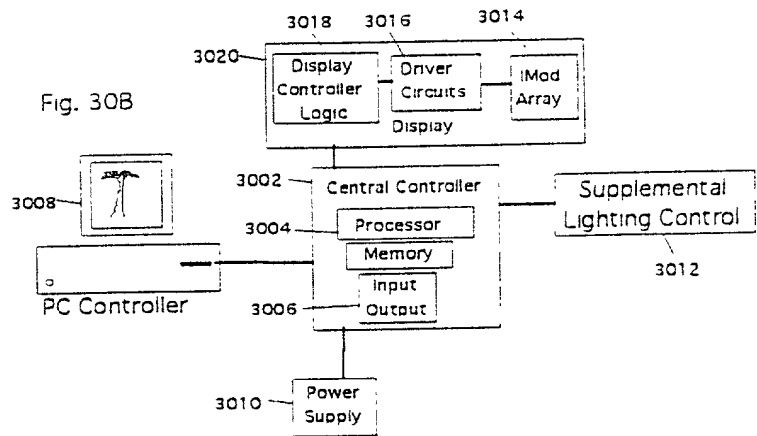 3018
3016
3014
3020
Display
Controller
Logic
Driver
Circuits
IMod
Array
Display
Fig. 30B
3002
Central Controller
3008
3004
Processor
Memory
Input
Output
3006
Supplemental
Lighting Control
3012
PC Controller
3010
Power
Supply